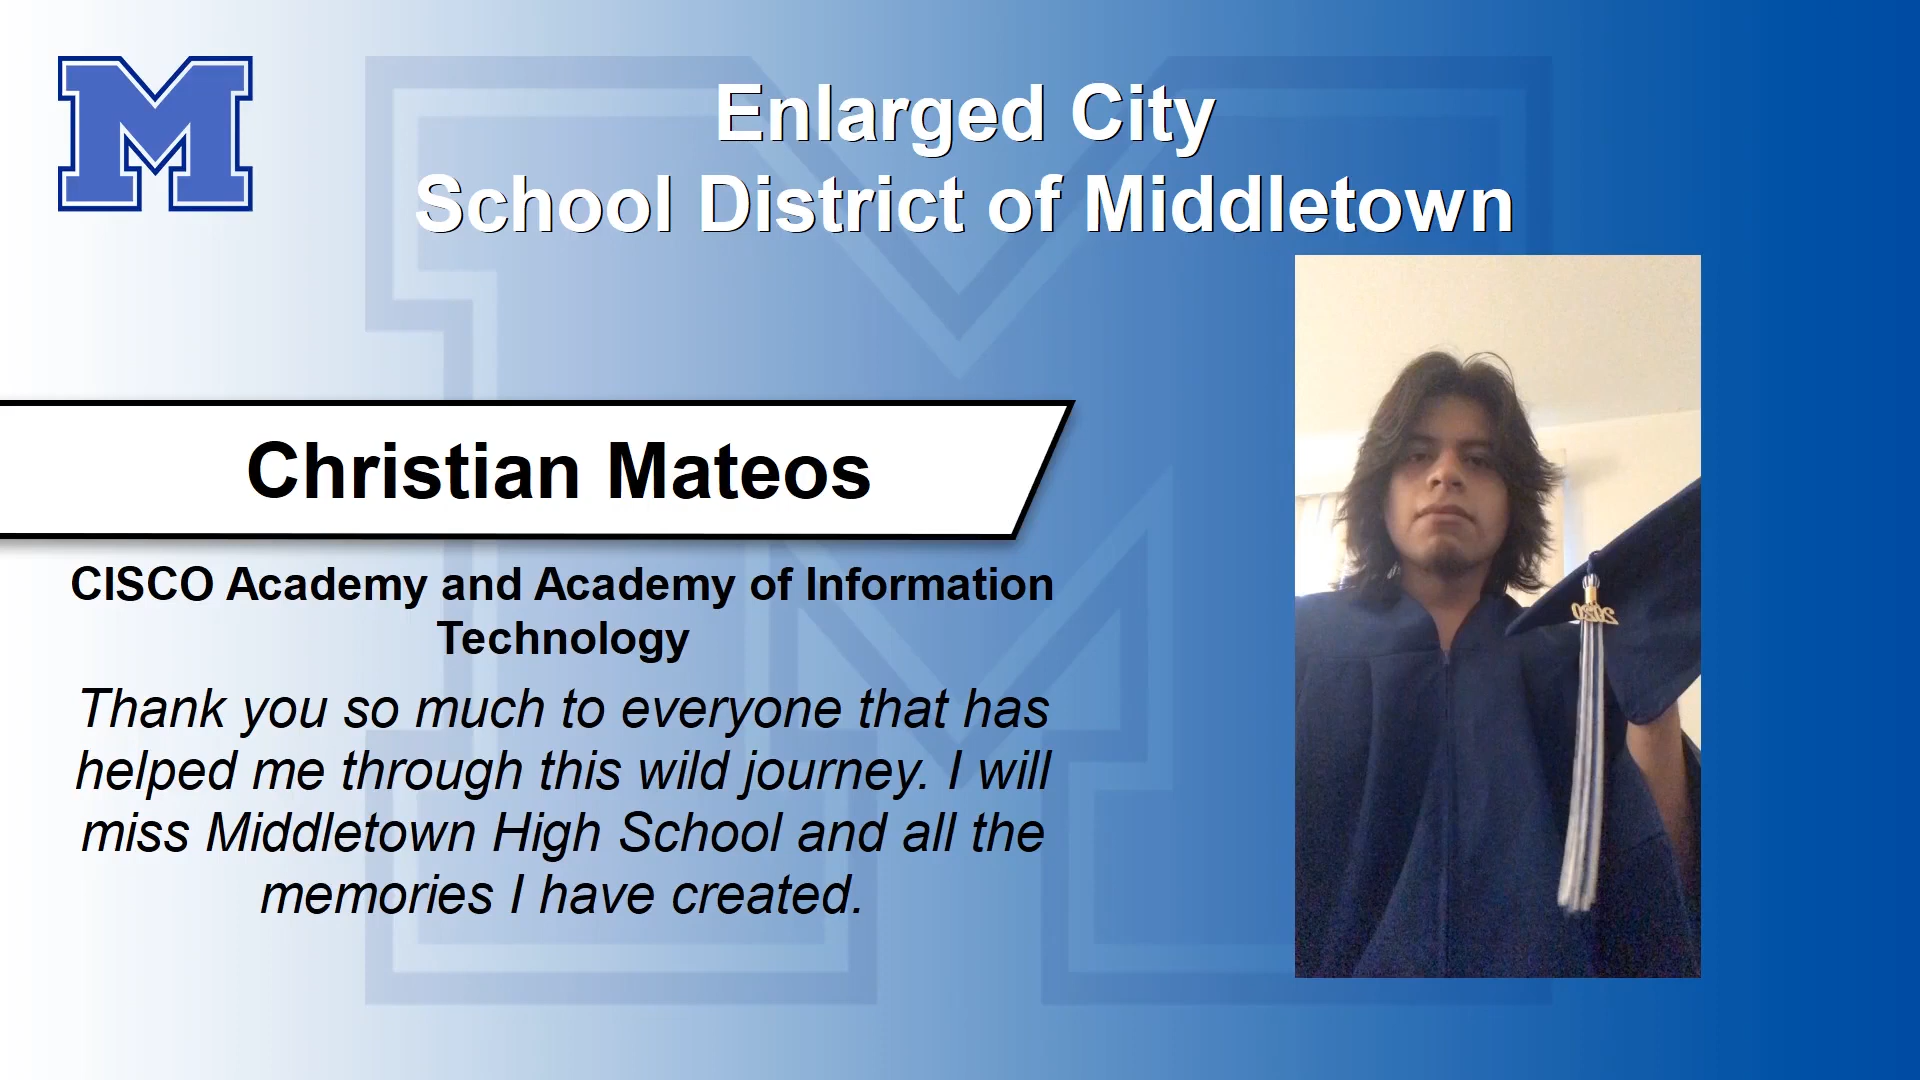 M
Enlarged City
School District of Middletown
Christian Mateos
CISCO Academy and Academy of Information
Technology
Thank you so much to everyone that has
helped me through this wild journey. I will
miss Middletown High School and all the
memories I have created.
2020